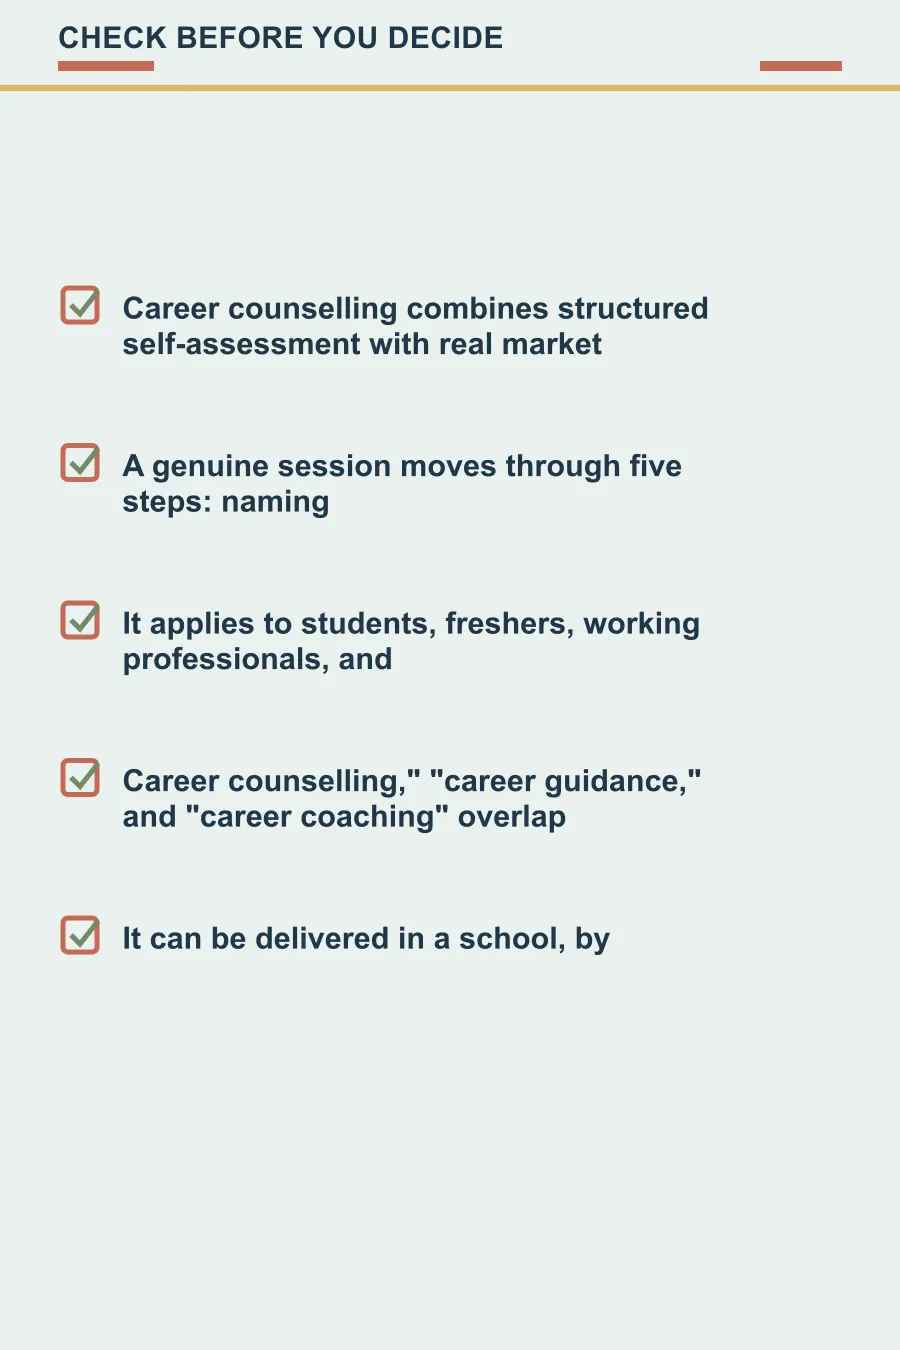 CHECK BEFORE YOU DECIDE
Career counselling combines structured
self-assessment with real market
A genuine session moves through five
steps: naming
It applies to students, freshers, working
professionals, and
Career counselling," "career guidance,"
and "career coaching" overlap
It can be delivered in a school, by